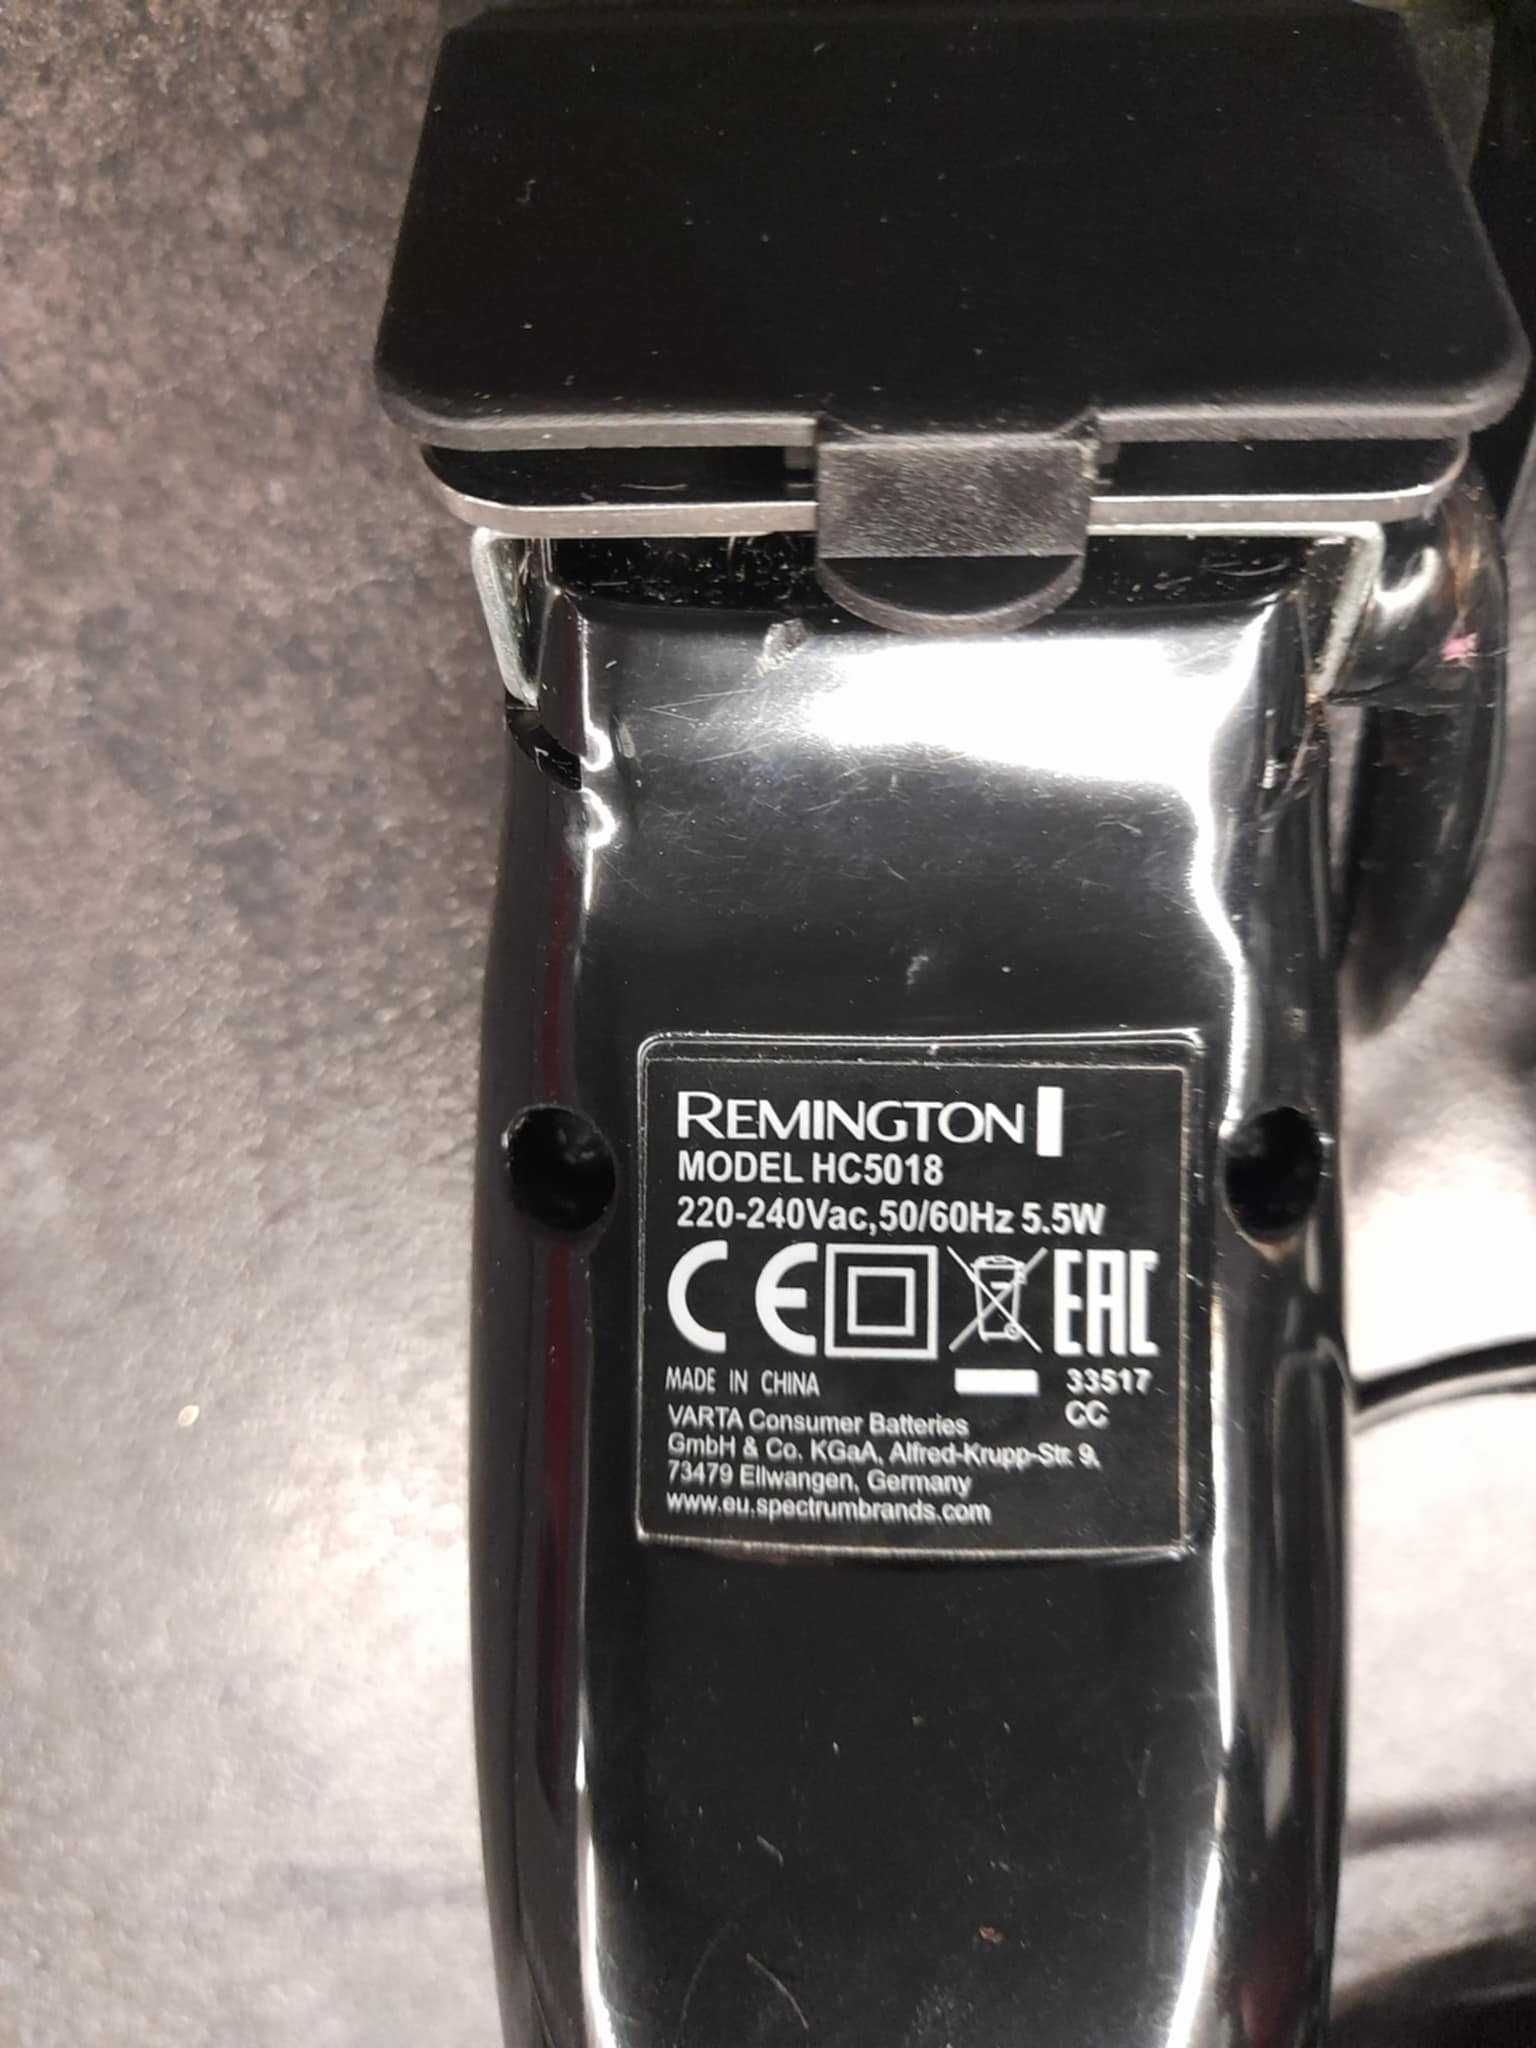 REMINGTON
MODEL HC5018
220-240Vac,50/60Hz 5.5W
CE EAC
MADE IN CHINA 33517
CC
VARTA Consumer Batteries
GmbH & Co. KGaA, Alfred-Krupp-Str. 9,
73479 Ellwangen, Germany
www.eu.spectrumbrands.com